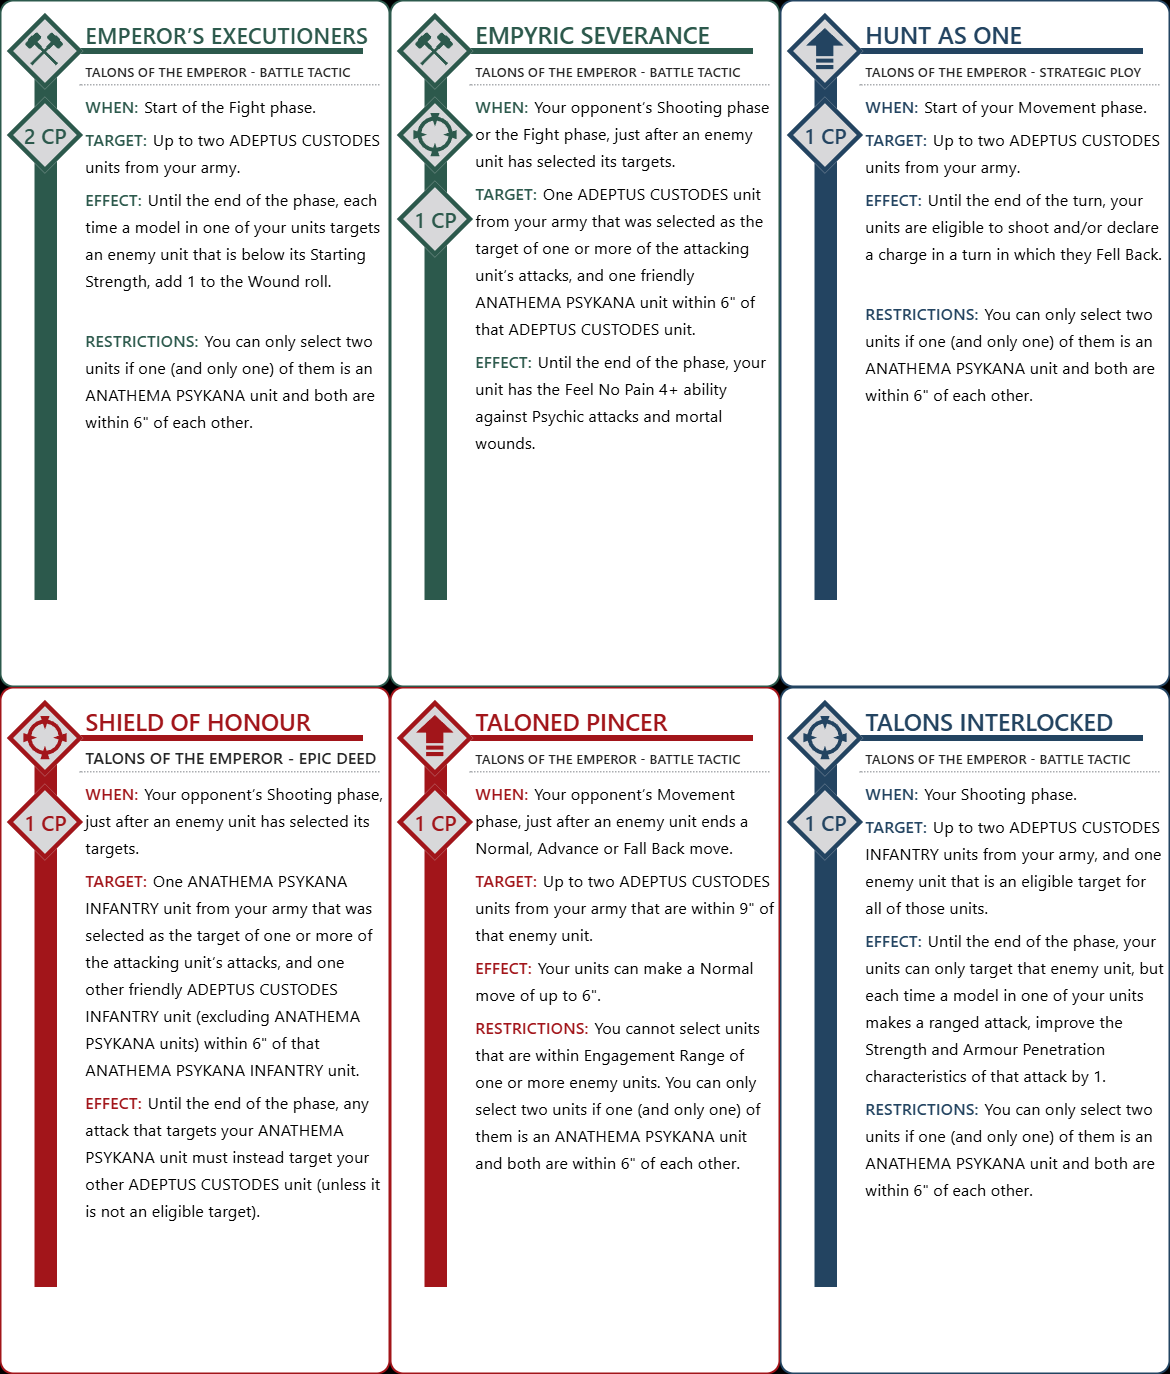 EMPEROR’S EXECUTIONERS
TALONS OF THE EMPEROR - BATTLE TACTIC
2 CP
WHEN: Start of the Fight phase.
TARGET: Up to two ADEPTUS CUSTODES
units from your army.
EFFECT: Until the end of the phase, each
time a model in one of your units targets
an enemy unit that is below its Starting
Strength, add 1 to the Wound roll.
RESTRICTIONS: You can only select two
units if one (and only one) of them is an
ANATHEMA PSYKANA unit and both are
within 6" of each other.
EMPYRIC SEVERANCE
TALONS OF THE EMPEROR - BATTLE TACTIC
1 CP
WHEN: Your opponent’s Shooting phase
or the Fight phase, just after an enemy
unit has selected its targets.
TARGET: One ADEPTUS CUSTODES unit
from your army that was selected as the
target of one or more of the attacking
unit’s attacks, and one friendly
ANATHEMA PSYKANA unit within 6" of
that ADEPTUS CUSTODES unit.
EFFECT: Until the end of the phase, your
unit has the Feel No Pain 4+ ability
against Psychic attacks and mortal
wounds.
HUNT AS ONE
TALONS OF THE EMPEROR - STRATEGIC PLOY
1 CP
WHEN: Start of your Movement phase.
TARGET: Up to two ADEPTUS CUSTODES
units from your army.
EFFECT: Until the end of the turn, your
units are eligible to shoot and/or declare
a charge in a turn in which they Fell Back.
RESTRICTIONS: You can only select two
units if one (and only one) of them is an
ANATHEMA PSYKANA unit and both are
within 6" of each other.
SHIELD OF HONOUR
TALONS OF THE EMPEROR - EPIC DEED
1 CP
WHEN: Your opponent’s Shooting phase,
just after an enemy unit has selected its
targets.
TARGET: One ANATHEMA PSYKANA
INFANTRY unit from your army that was
selected as the target of one or more of
the attacking unit’s attacks, and one
other friendly ADEPTUS CUSTODES
INFANTRY unit (excluding ANATHEMA
PSYKANA units) within 6" of that
ANATHEMA PSYKANA INFANTRY unit.
EFFECT: Until the end of the phase, any
attack that targets your ANATHEMA
PSYKANA unit must instead target your
other ADEPTUS CUSTODES unit (unless it
is not an eligible target).
TALONED PINCER
TALONS OF THE EMPEROR - BATTLE TACTIC
1 CP
WHEN: Your opponent’s Movement
phase, just after an enemy unit ends a
Normal, Advance or Fall Back move.
TARGET: Up to two ADEPTUS CUSTODES
units from your army that are within 9" of
that enemy unit.
EFFECT: Your units can make a Normal
move of up to 6".
RESTRICTIONS: You cannot select units
that are within Engagement Range of
one or more enemy units. You can only
select two units if one (and only one) of
them is an ANATHEMA PSYKANA unit
and both are within 6" of each other.
TALONS INTERLOCKED
TALONS OF THE EMPEROR - BATTLE TACTIC
1 CP
WHEN: Your Shooting phase.
TARGET: Up to two ADEPTUS CUSTODES
INFANTRY units from your army, and one
enemy unit that is an eligible target for
all of those units.
EFFECT: Until the end of the phase, your
units can only target that enemy unit, but
each time a model in one of your units
makes a ranged attack, improve the
Strength and Armour Penetration
characteristics of that attack by 1.
RESTRICTIONS: You can only select two
units if one (and only one) of them is an
ANATHEMA PSYKANA unit and both are
within 6" of each other.